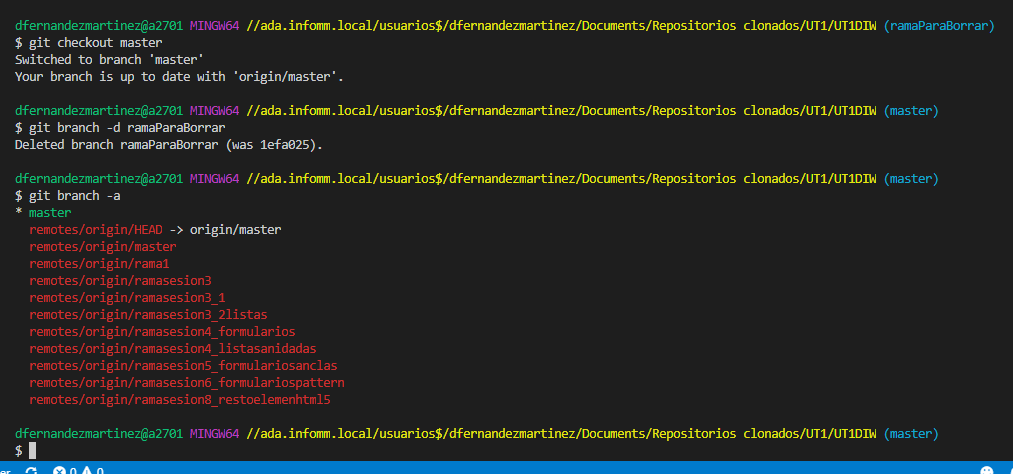 dfernandezmartinez@a2701 MINGW64 //ada.infomm.local/usuarios$/dfernandezmartinez/Documents/Repositorios clonados/UT1/UT1DIW (ramaParaBorrar)
$ git checkout master
Switched to branch 'master'
Your branch is up to date with 'origin/master'.
dfernandezmartinez@a2701 MINGW64 //ada.infomm.local/usuarios$/dfernandezmartinez/Documents/Repositorios clonados/UT1/UT1DIW (master)
$ git branch -d ramaParaBorrar
Deleted branch ramaParaBorrar (was 1efa025).
dfernandezmartinez@a2701 MINGW64 //ada.infomm.local/usuarios$/dfernandezmartinez/Documents/Repositorios clonados/UT1/UT1DIW (master)
$ git branch -a
* master
remotes/origin/HEAD -> origin/master
remotes/origin/master
remotes/origin/rama1
remotes/origin/ramasesion3
remotes/origin/ramasesion3_1
remotes/origin/ramasesion3_2listas
remotes/origin/ramasesion4_formularios
remotes/origin/ramasesion4_listasanidadas
remotes/origin/ramasesion5_formulariosanclas
remotes/origin/ramasesion6_formulariospattern
remotes/origin/ramasesion8_restoelemenhtml5
dfernandezmartinez@a2701 MINGW64 //ada.infomm.local/usuarios$/dfernandezmartinez/Documents/Repositorios clonados/UT1/UT1DIW (master)
$
0 0